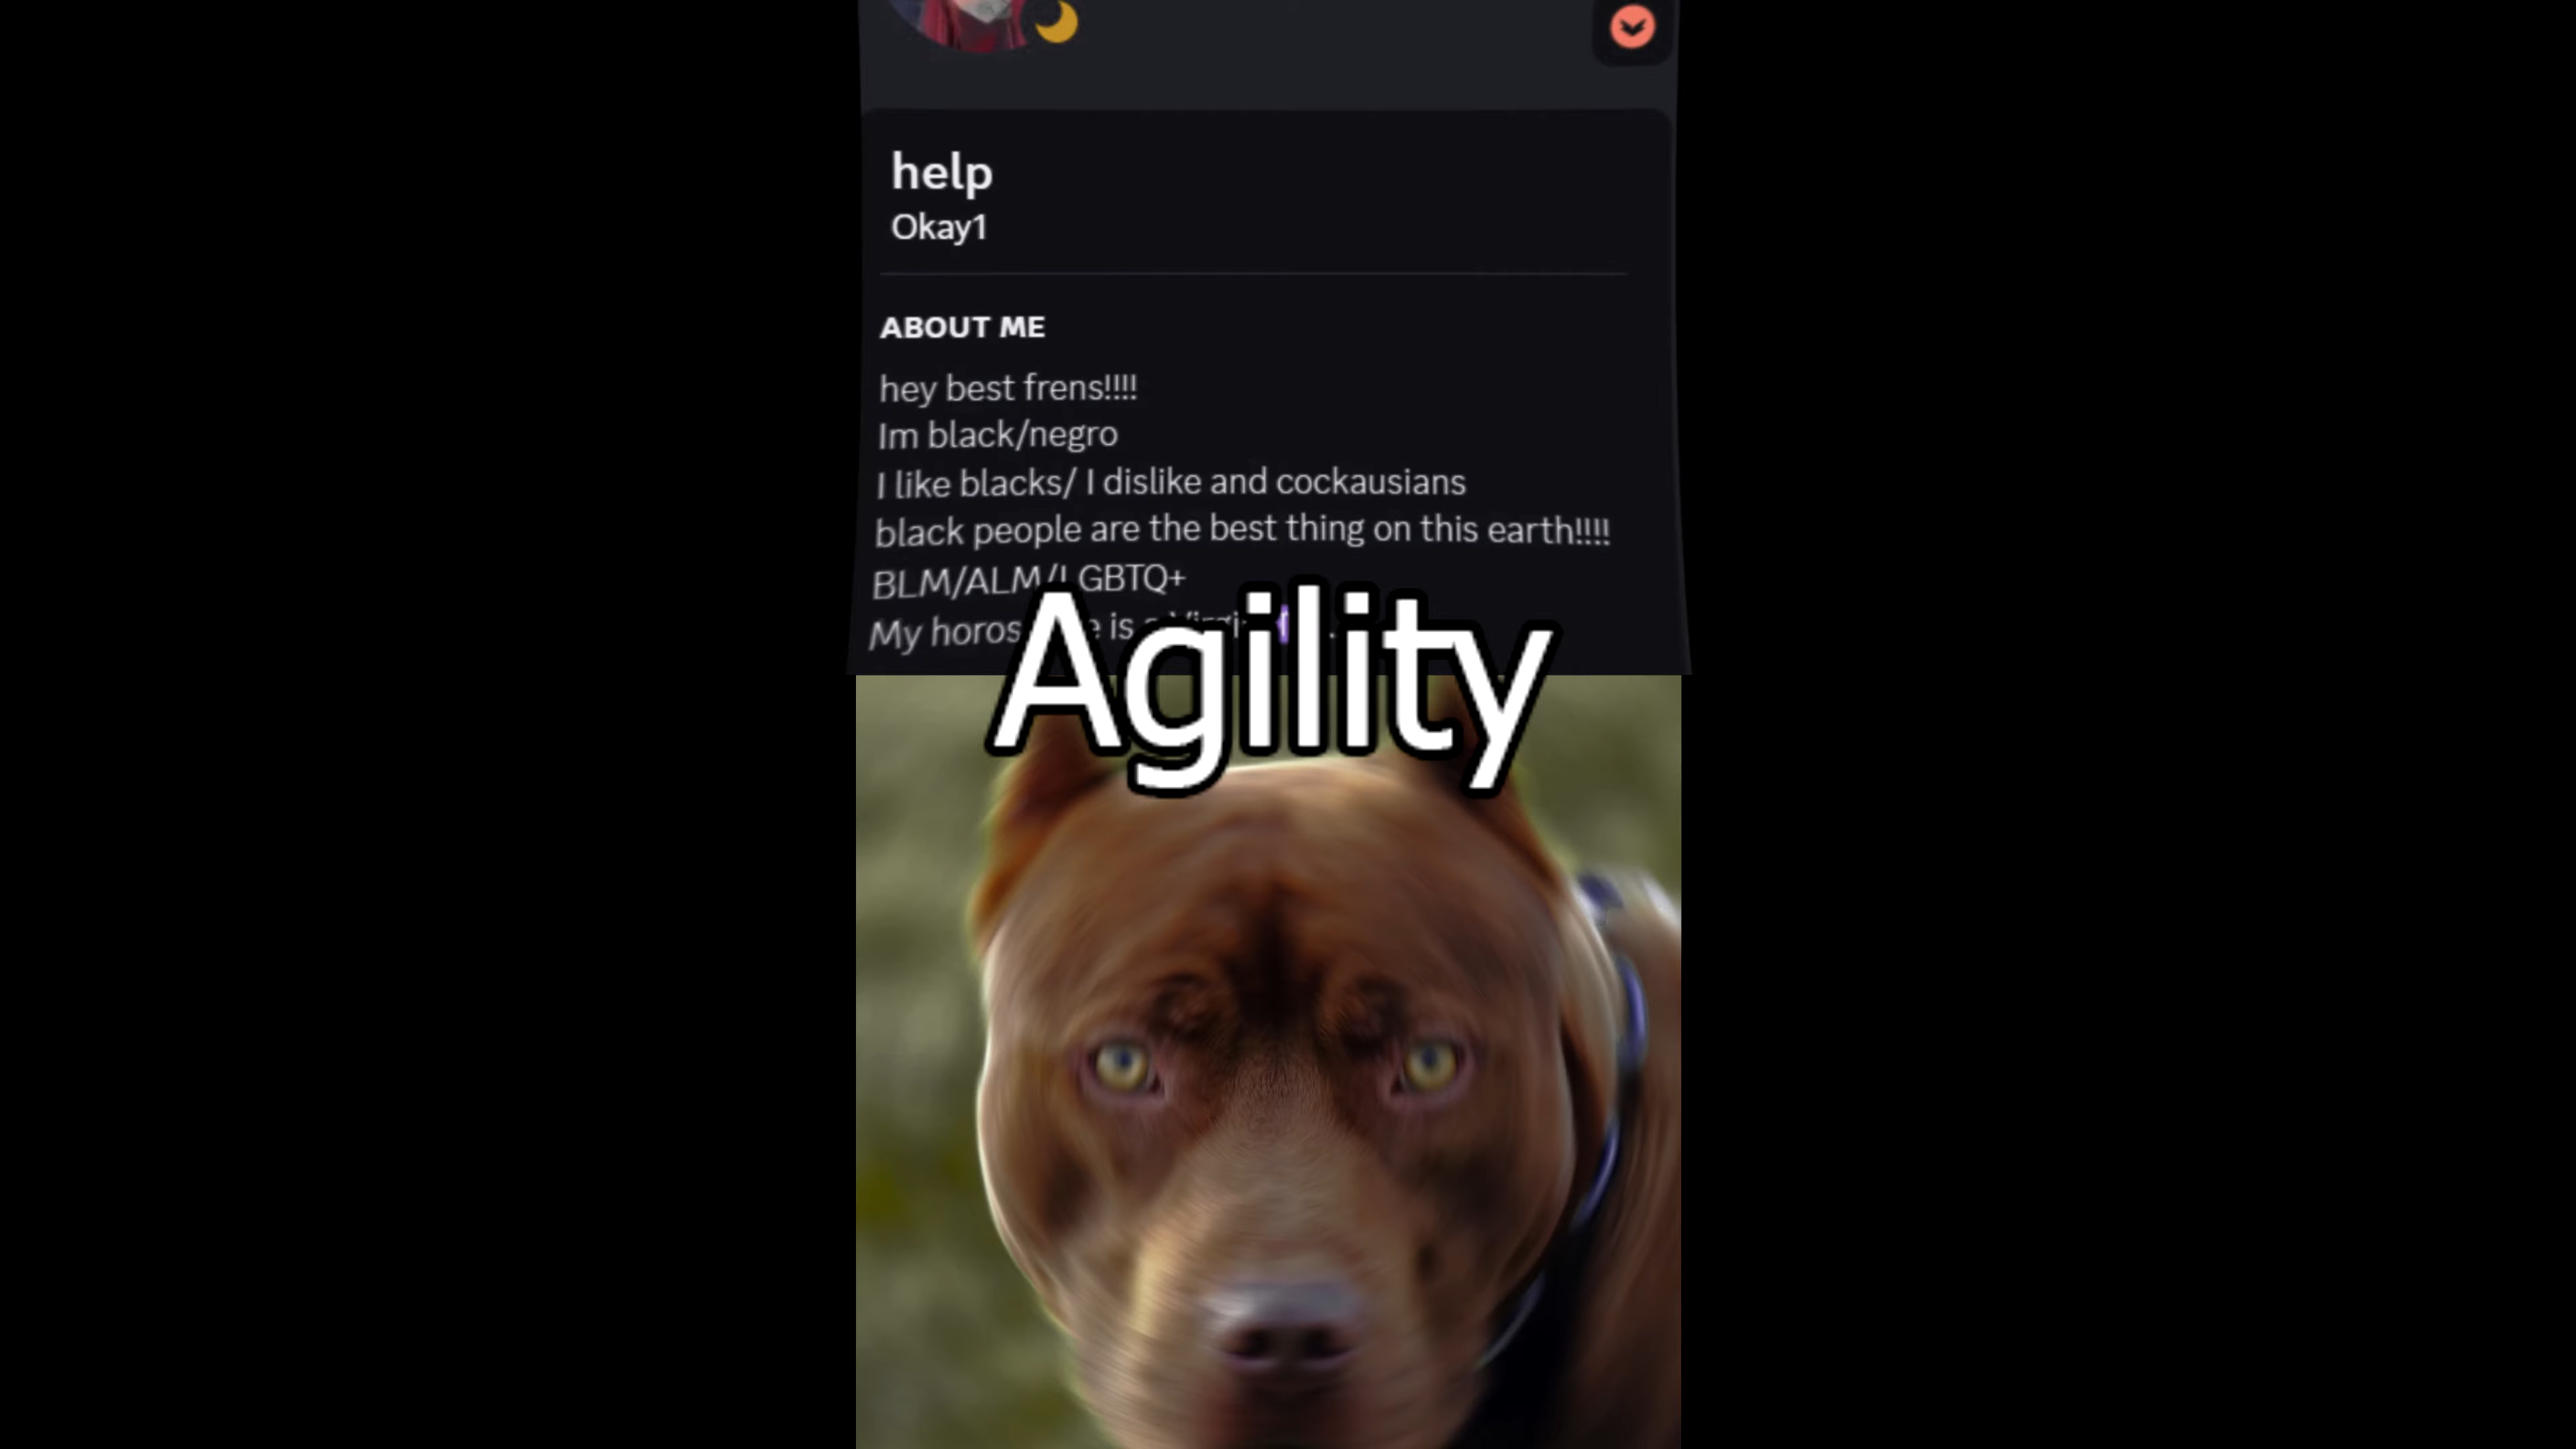 help
Okay1
ABOUT ME
hey best frens!!!!
Im black/negro
I like blacks/ I dislike and cockausians
black people are the best thing on this earth!!!!
BLM/ALM/LGBTQ+
My is a
Agility